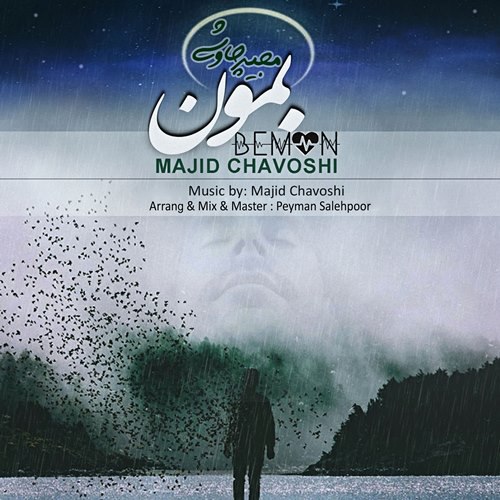 مجید چاوشی
بمون
BEMON
MAJID CHAVOSHI
Music by: Majid Chavoshi
Arrang & Mix & Master : Peyman Salehpoor